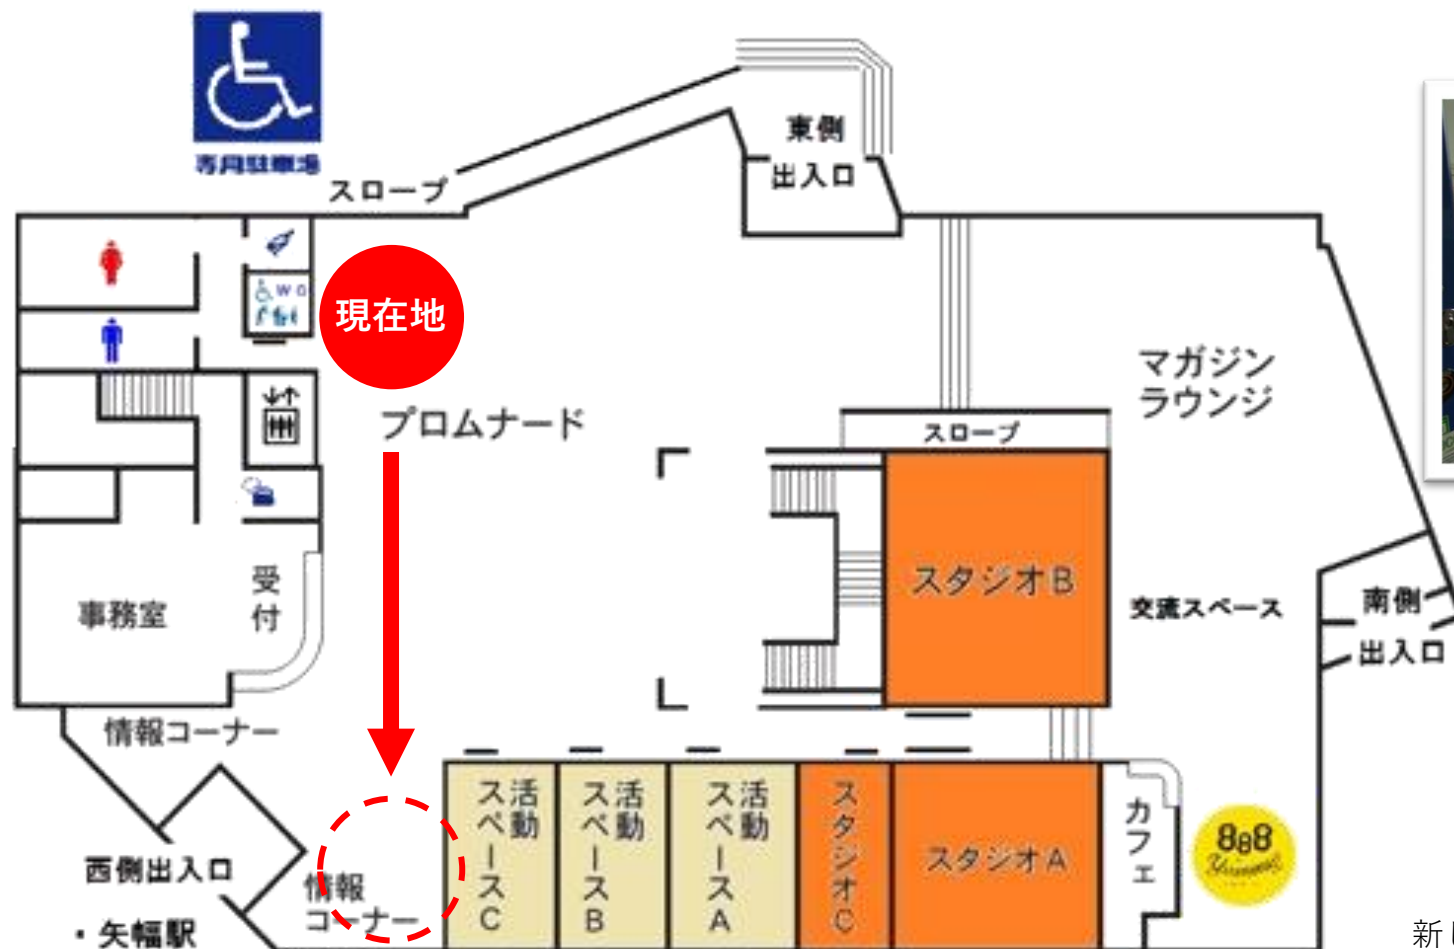 専用駐車場
スロープ
東側
出入口
現在地
プロムナード
マガジン
ラウンジ
スロープ
スタジオB
交流スペース
南側
出入口
受付
事務室
情報コーナー
活動
スペースC
活動
スペースB
活動
スペースA
スタジオC
スタジオA
カフェ
888
西側出入口
・矢幅駅
情報
コーナー